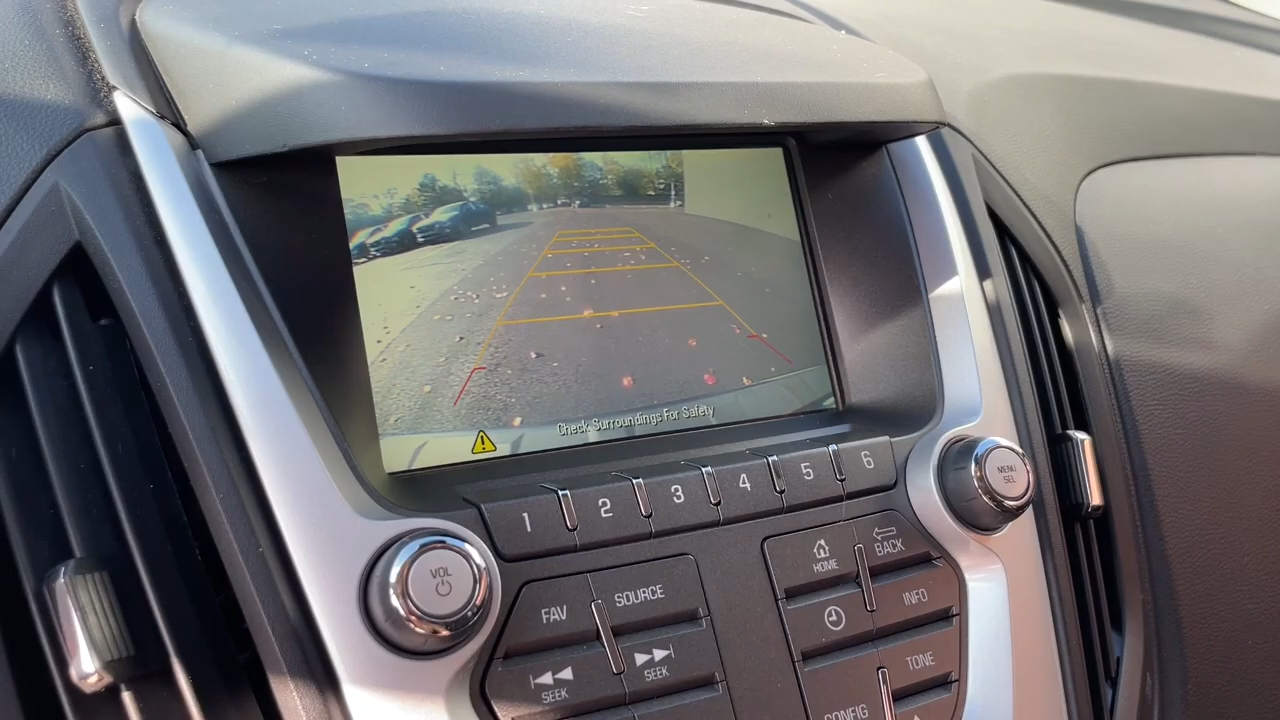 Check Surroundings For Safety
1 2 3 4 5 6
MENU
SEL
VOL
FAV
SOURCE
HOME
BACK
INFO
SEEK
SEEK
TONE
CONFIG